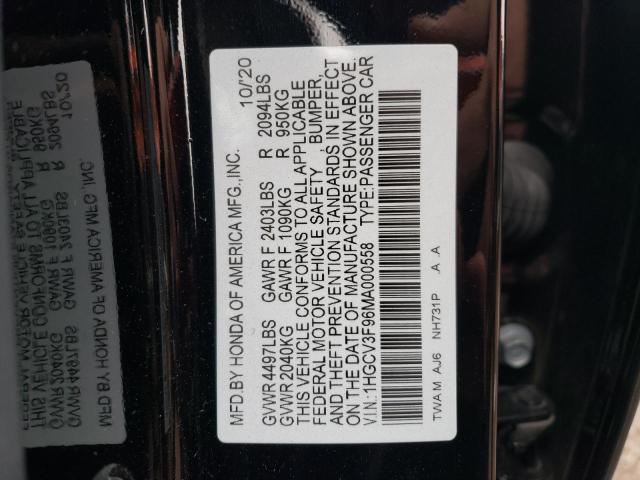 MFD.BY HONDA OF AMERICA MFG.,INC. 10/'20
GVWR 4497LBS GAWR F 2403LBS R 2094LBS
GVWR 2040KG GAWR F 1090KG R 950KG
THIS VEHICLE CONFORMS TO ALL APPLICABLE
FEDERAL MOTOR VEHICLE SAFETY , BUMPER,
AND THEFT PREVENTION STANDARDS IN EFFECT
ON THE DATE OF MANUFACTURE SHOWN ABOVE.
V I N :1HGCV3F96MA000558 TYPE:PASSENGER CAR
TWA M AJ6 NH731P A A